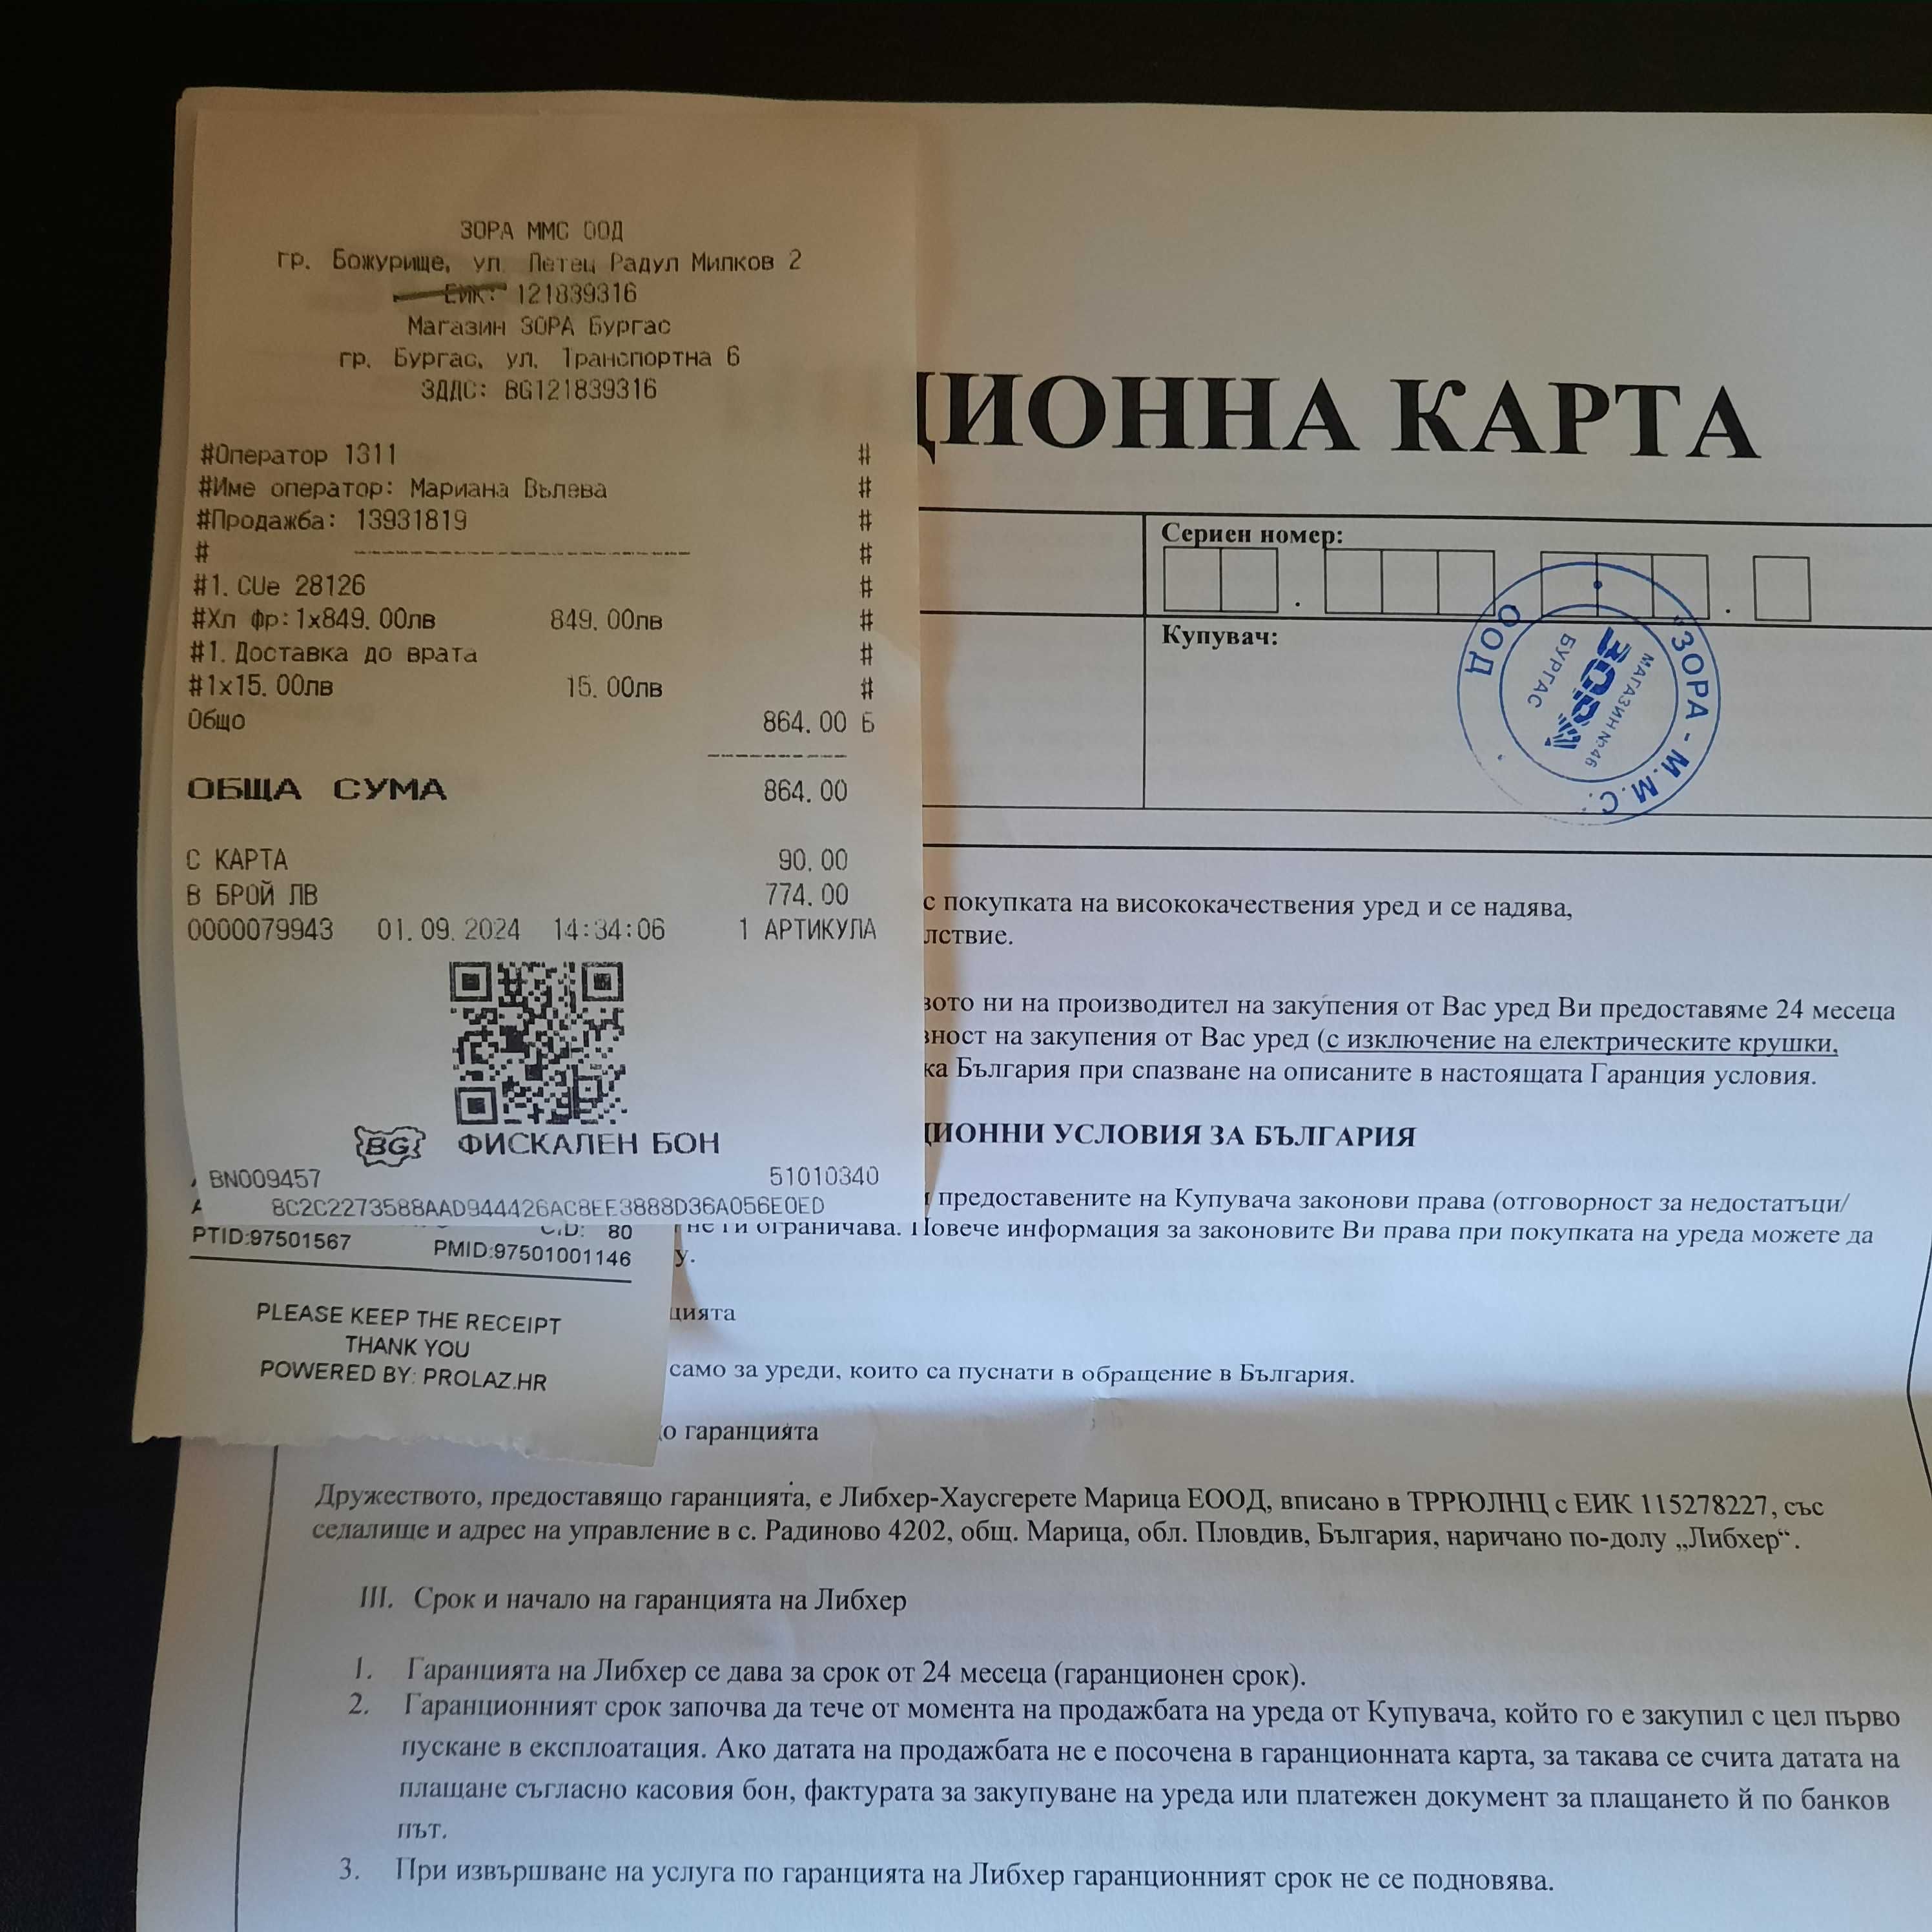 ЗОРА ММС ООД
гр. Божурище, ул. Летец Радул Милков 2
ЕИК: 121839316
Магазин ЗОРА Бургас
гр. Бургас, ул. Транспортна 6
ЗДДС: BG121839316
#Оператор 1311 #
#Име оператор: Мариана Вълева #
#Продажба: 13931819 #
# ------------------------ #
#1. CUe 28126 #
#Хл фр:1x849.00лв 849.00лв #
#1. Доставка до врата #
#1x15.00лв 15.00лв #
Общо 864.00 Б
ОБЩА СУМА 864.00
С КАРТА 90.00
В БРОЙ ЛВ 774.00
0000079943 01.09.2024 14:34:06 1 АРТИКУЛА
BG ФИСКАЛЕН БОН
BN009457 51010340
8C2C2273588AAD944426AC8EE3888D36A056E0ED
C.D: 80
PTID:97501567 PMID:97501001146
PLEASE KEEP THE RECEIPT
THANK YOU
POWERED BY: PROLAZ.HR
ЦИОННА КАРТА
Сериен номер:
Купувач:
"ЗОРА - М.М.С. ООД
МАГАЗИН №46
ЗОРА
БУРГАС
с покупката на висококачествения уред и се надява,
лствие.
вото ни на производител на закупения от Вас уред Ви предоставяме 24 месеца
вност на закупения от Вас уред (с изключение на електрическите крушки,
ка България при спазване на описаните в настоящата Гаранция условия.
ЦИОННИ УСЛОВИЯ ЗА БЪЛГАРИЯ
и предоставените на Купувача законови права (отговорност за недостатъци/
не ги ограничава. Повече информация за законовите Ви права при покупката на уреда можете да
у.
цията
само за уреди, които са пуснати в обращение в България.
о гаранцията
Дружеството, предоставящо гаранцията, е Либхер-Хаусгерете Марица ЕООД, вписано в ТРРЮЛНЦ с ЕИК 115278227, със
седалище и адрес на управление в с. Радиново 4202, общ. Марица, обл. Пловдив, България, наричано по-долу „Либхер“.
III. Срок и начало на гаранцията на Либхер
1. Гаранцията на Либхер се дава за срок от 24 месеца (гаранционен срок).
2. Гаранционният срок започва да тече от момента на продажбата на уреда от Купувача, който го е закупил с цел първо
пускане в експлоатация. Ако датата на продажбата не е посочена в гаранционната карта, за такава се счита датата на
плащане съгласно касовия бон, фактурата за закупуване на уреда или платежен документ за плащането й по банков
път.
3. При извършване на услуга по гаранцията на Либхер гаранционният срок не се подновява.